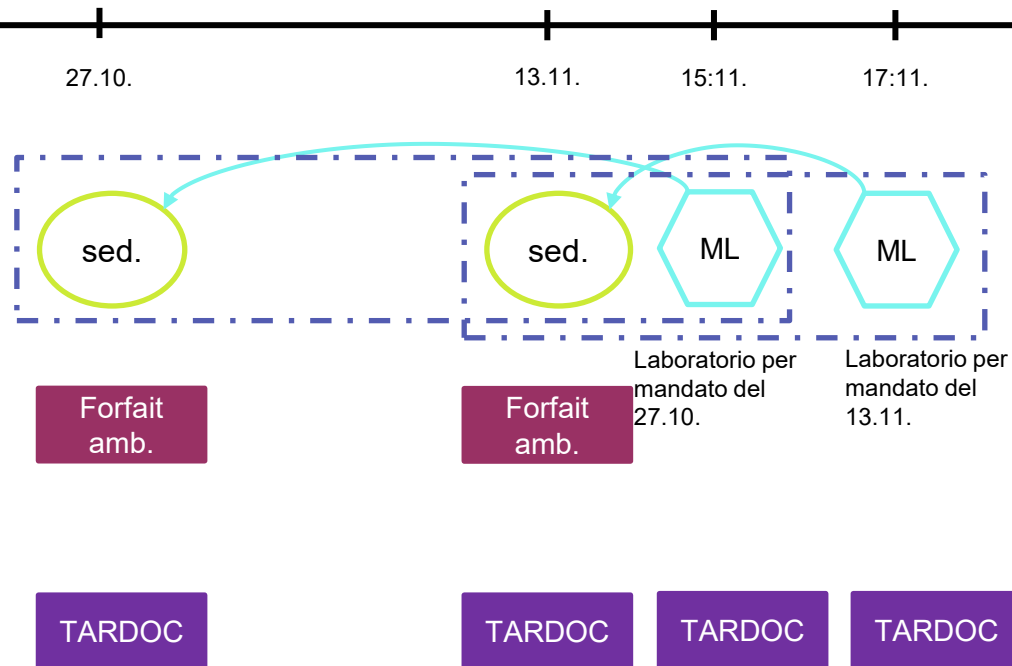 27.10.
13.11.
15:11.
17:11.
sed.
sed.
ML
ML
Laboratorio per
mandato del
27.10.
Laboratorio per
mandato del
13.11.
Forfait
amb.
Forfait
amb.
TARDOC
TARDOC
TARDOC
TARDOC